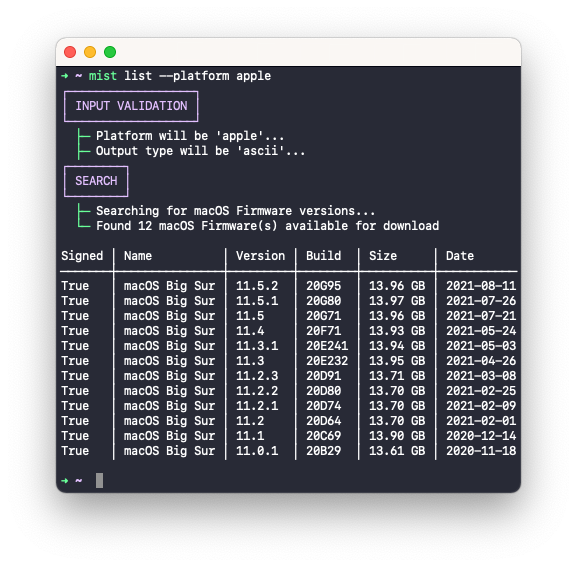 ➜ ~ mist list --platform apple
INPUT VALIDATION
Platform will be 'apple'...
Output type will be 'ascii'...
SEARCH
Searching for macOS Firmware versions...
Found 12 macOS Firmware(s) available for download
Signed | Name | Version | Build | Size | Date
True | macOS Big Sur | 11.5.2 | 20G95 | 13.96 GB | 2021-08-11
True | macOS Big Sur | 11.5.1 | 20G80 | 13.97 GB | 2021-07-26
True | macOS Big Sur | 11.5 | 20G71 | 13.96 GB | 2021-07-21
True | macOS Big Sur | 11.4 | 20F71 | 13.93 GB | 2021-05-24
True | macOS Big Sur | 11.3.1 | 20E241 | 13.94 GB | 2021-05-03
True | macOS Big Sur | 11.3 | 20E232 | 13.95 GB | 2021-04-26
True | macOS Big Sur | 11.2.3 | 20D91 | 13.71 GB | 2021-03-08
True | macOS Big Sur | 11.2.2 | 20D80 | 13.70 GB | 2021-02-25
True | macOS Big Sur | 11.2.1 | 20D74 | 13.70 GB | 2021-02-09
True | macOS Big Sur | 11.2 | 20D64 | 13.70 GB | 2021-02-01
True | macOS Big Sur | 11.1 | 20C69 | 13.90 GB | 2020-12-14
True | macOS Big Sur | 11.0.1 | 20B29 | 13.61 GB | 2020-11-18
➜ ~